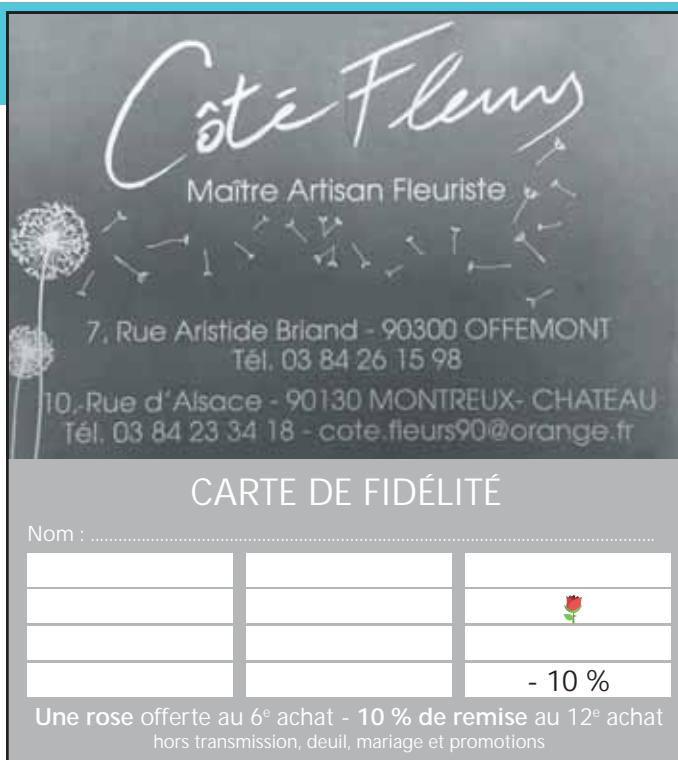 Côté Fleurs
Maître Artisan Fleuriste
7, Rue Aristide Briand - 90300 OFFEMONT
Tél. 03 84 26 15 98
10,-Rue d'Alsace - 90130 MONTREUX- CHATEAU
Tél. 03 84 23 34 18 - cote.fleurs90@orange.fr
CARTE DE FIDÉLITÉ
Nom : ............................................................
- 10 %
Une rose offerte au 6e achat - 10 % de remise au 12e achat
hors transmission, deuil, mariage et promotions